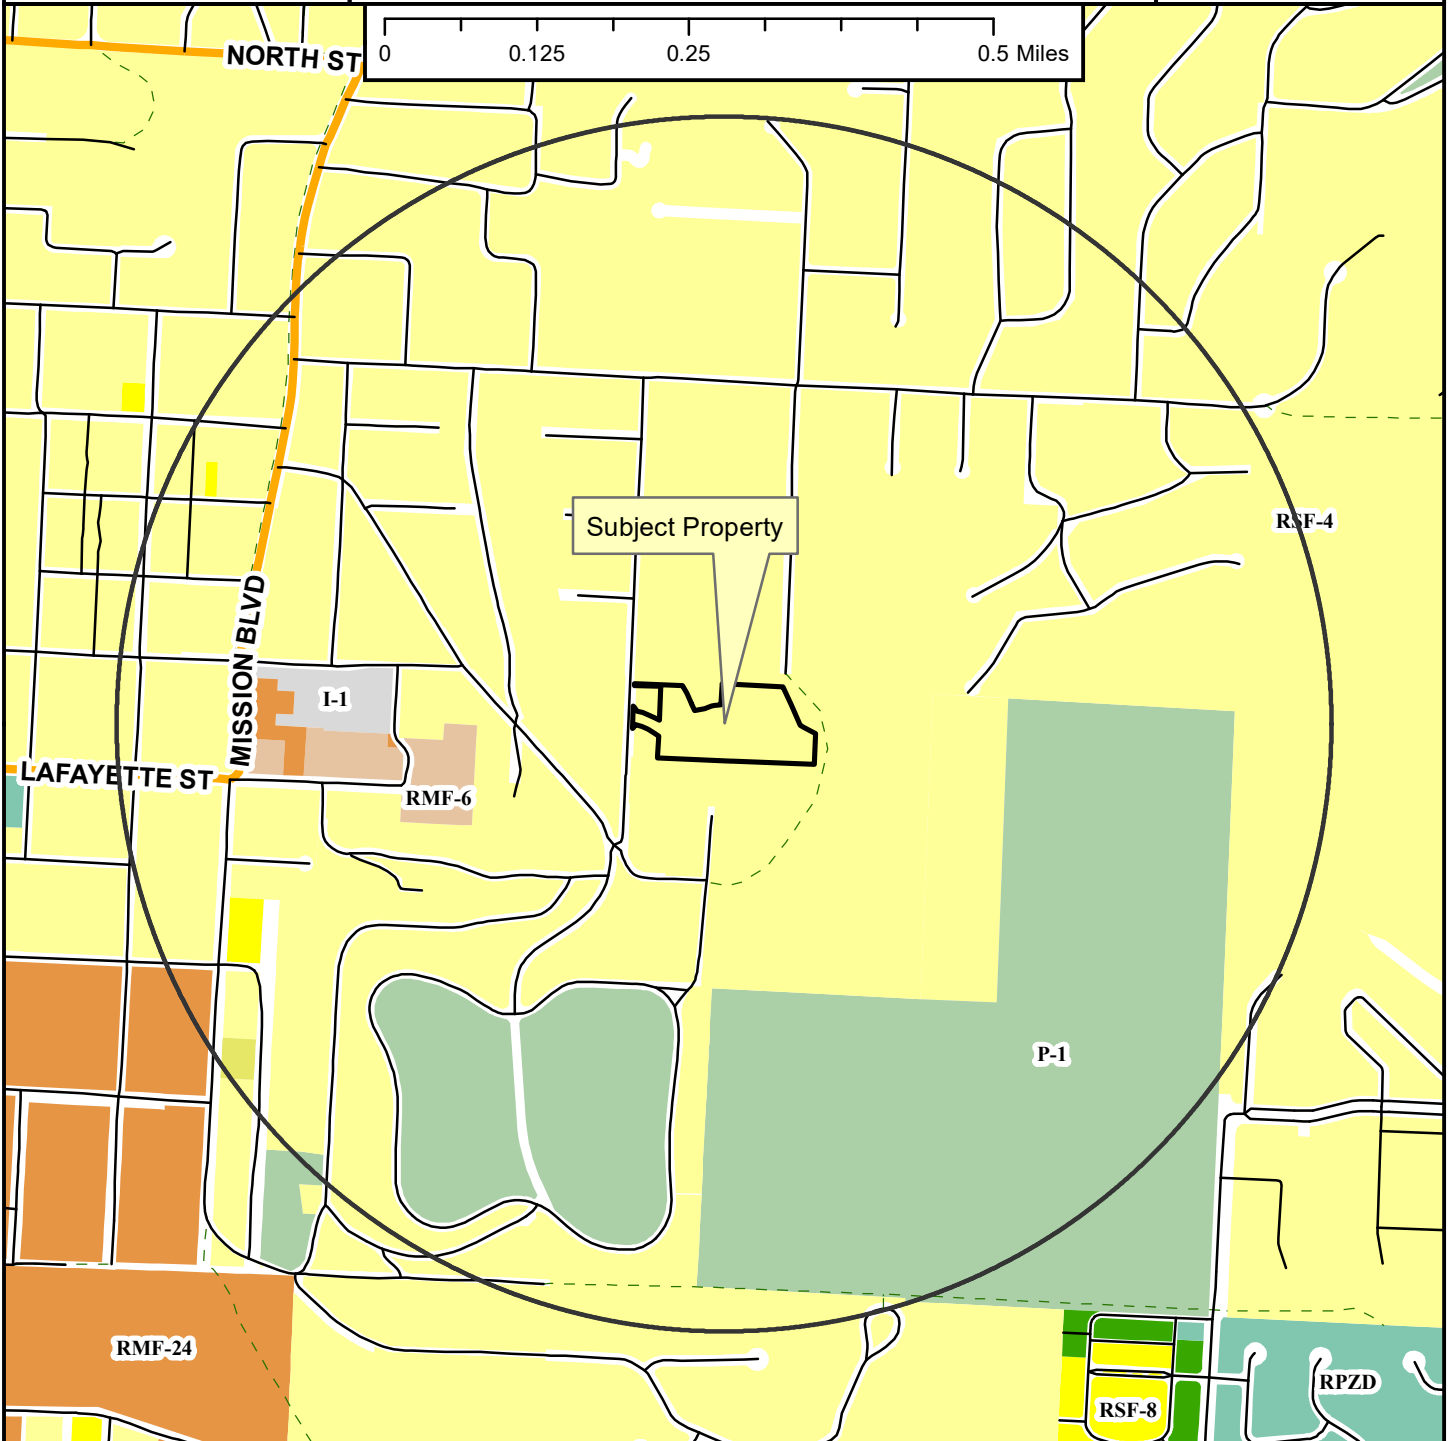 0 0.125 0.25 0.5 Miles
NORTH ST
Subject Property
RSF-4
MISSION BLVD
I-1
LAFAYETTE ST
RMF-6
P-1
RMF-24
RPZD
RSF-8